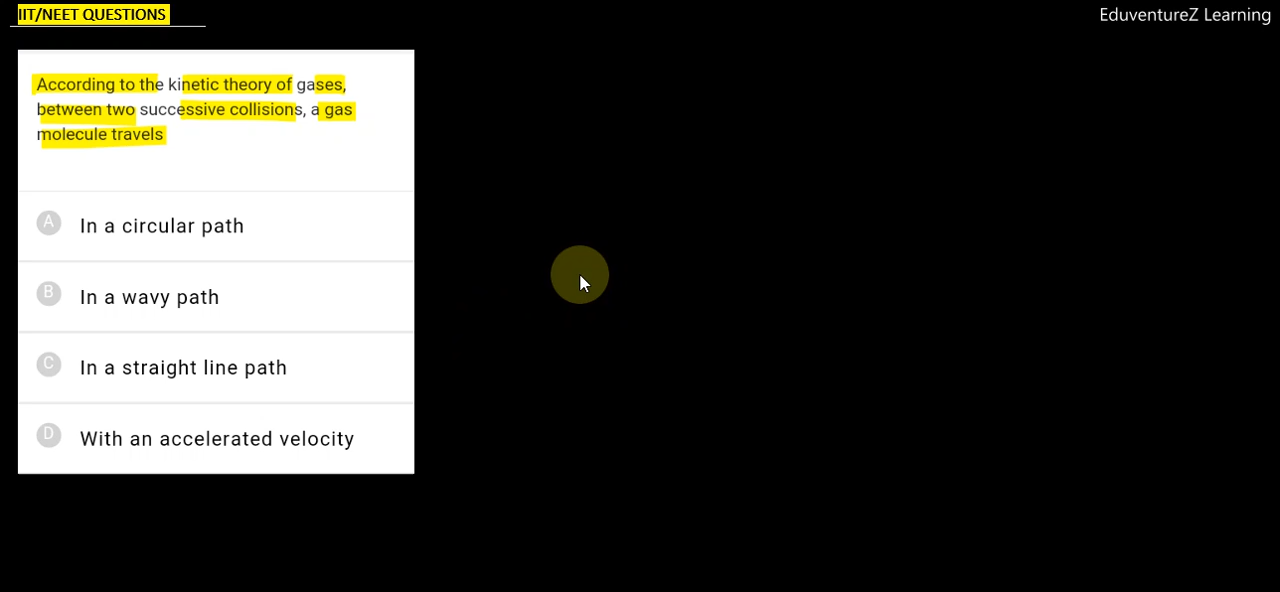 IIT/NEET QUESTIONS
EduventureZ Learning
According to the kinetic theory of gases,
between two successive collisions, a gas
molecule travels
A In a circular path
B In a wavy path
C In a straight line path
D With an accelerated velocity